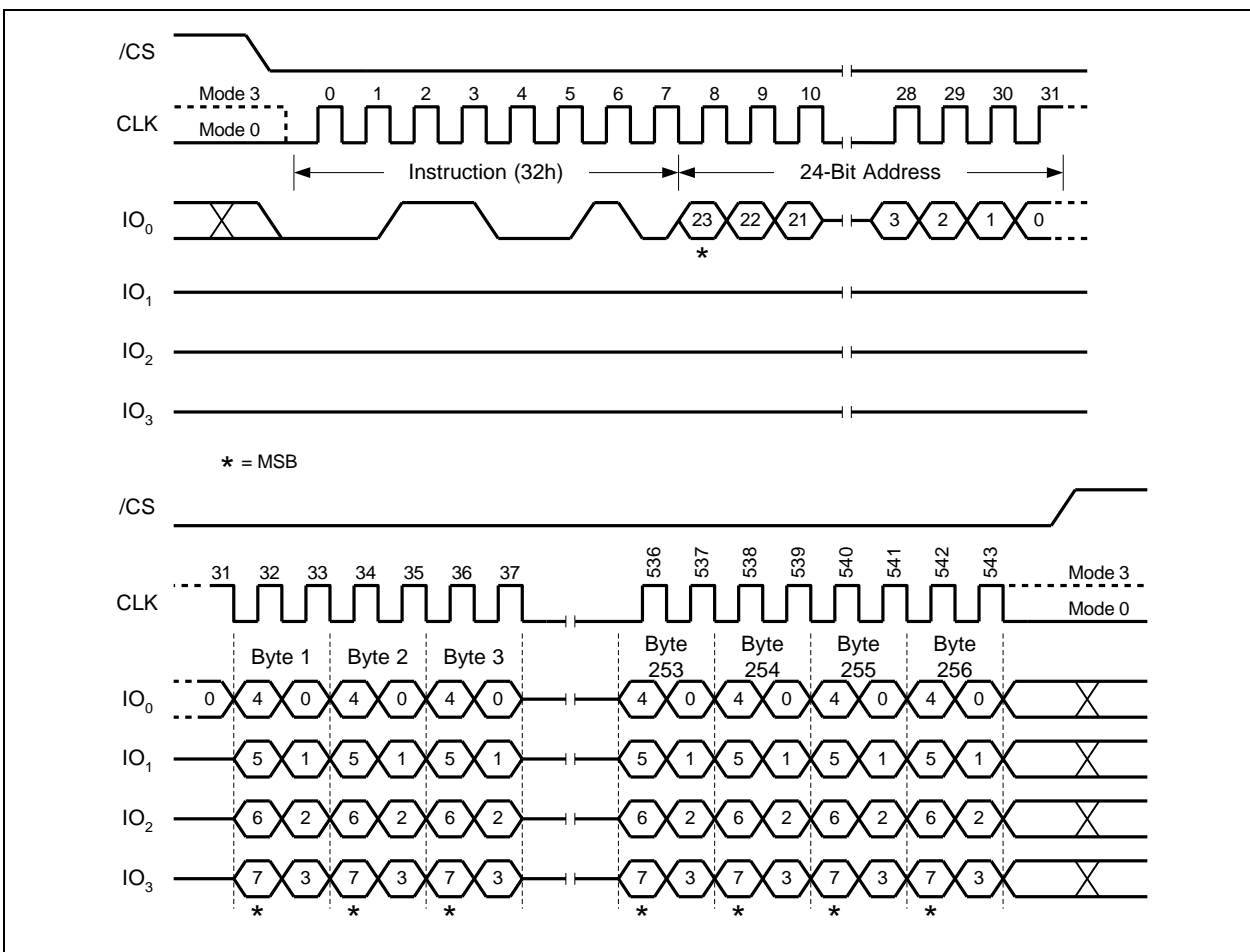 /CS
Mode 3 0 1 2 3 4 5 6 7 8 9 10 28 29 30 31
CLK
Mode 0
Instruction (32h) 24-Bit Address
IO0 23 22 21 3 2 1 0
*
IO1
IO2
IO3
* = MSB
/CS
31 32 33 34 35 36 37 536 537 538 539 540 541 542 543 Mode 3
CLK
Mode 0
Byte 1 Byte 2 Byte 3 Byte 253 Byte 254 Byte 255 Byte 256
IO0 0 4 0 4 0 4 0 4 0 4 0 4 0 4 0
IO1 5 1 5 1 5 1 5 1 5 1 5 1 5 1
IO2 6 2 6 2 6 2 6 2 6 2 6 2 6 2
IO3 7 3 7 3 7 3 7 3 7 3 7 3 7 3
* * * * * * *